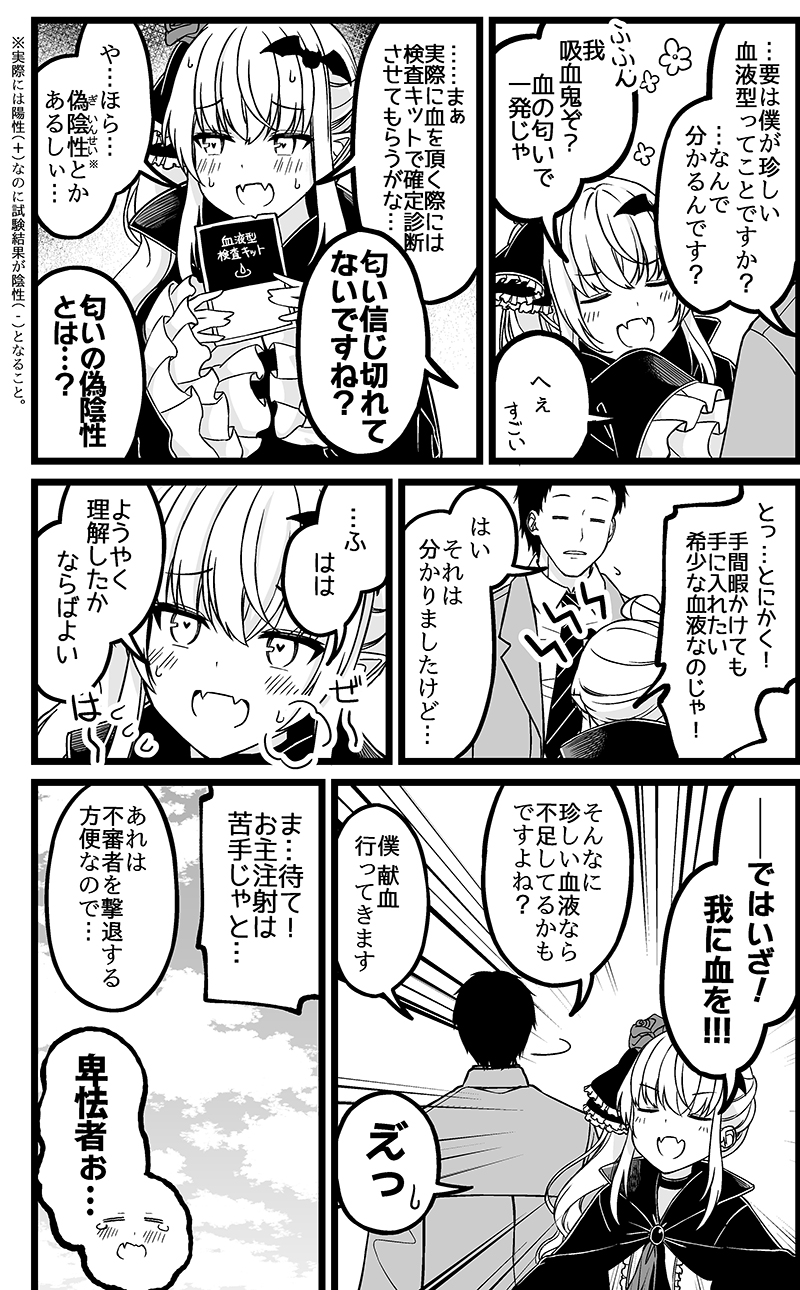 …要は僕が珍しい
血液型ってことですか？
…なんで
分かるんです？
ふふん
我
吸血鬼ぞ？
血の匂いで
一発じゃ
へぇ
すごい
……まぁ
実際に血を頂く際には
検査キットで確定診断
させてもらうがな…
や…ほら…
偽陰性とか※
ぎいんせい
あるしぃ…
血液型
検査キット
匂い信じ切れて
ないですね？
匂いの偽陰性
とは…？
※実際には陽性(＋)なのに試験結果が陰性(-)となること。
とっ…とにかく！
手間暇かけても
手に入れたい
希少な血液なのじゃ！
はい
それは
分かりましたけど…
…ふ
はは
ようやく
理解したか
ならばよい
ぜ〜
は〜
──ではいざ！
我に血を!!!
そんなに
珍しい血液なら
不足してるかも
ですよね？
僕 献血
行ってきます
えっ
ま…待て！
お主注射は
苦手じゃと…
あれは
不審者を撃退する
方便なので…
卑怯者お…